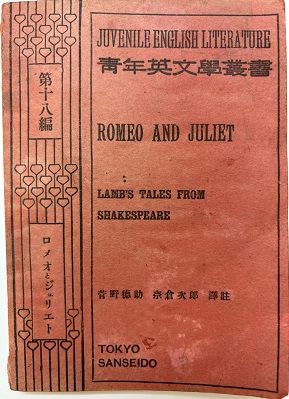 JUVENILE ENGLISH LITERATURE
青年英文學叢書
第十八編
ROMEO AND JULIET
LAMB'S TALES FROM
SHAKESPEARE
ロメオとジュリエト
菅野徳助 奈倉次郎 譯註
TOKYO
SANSEIDO